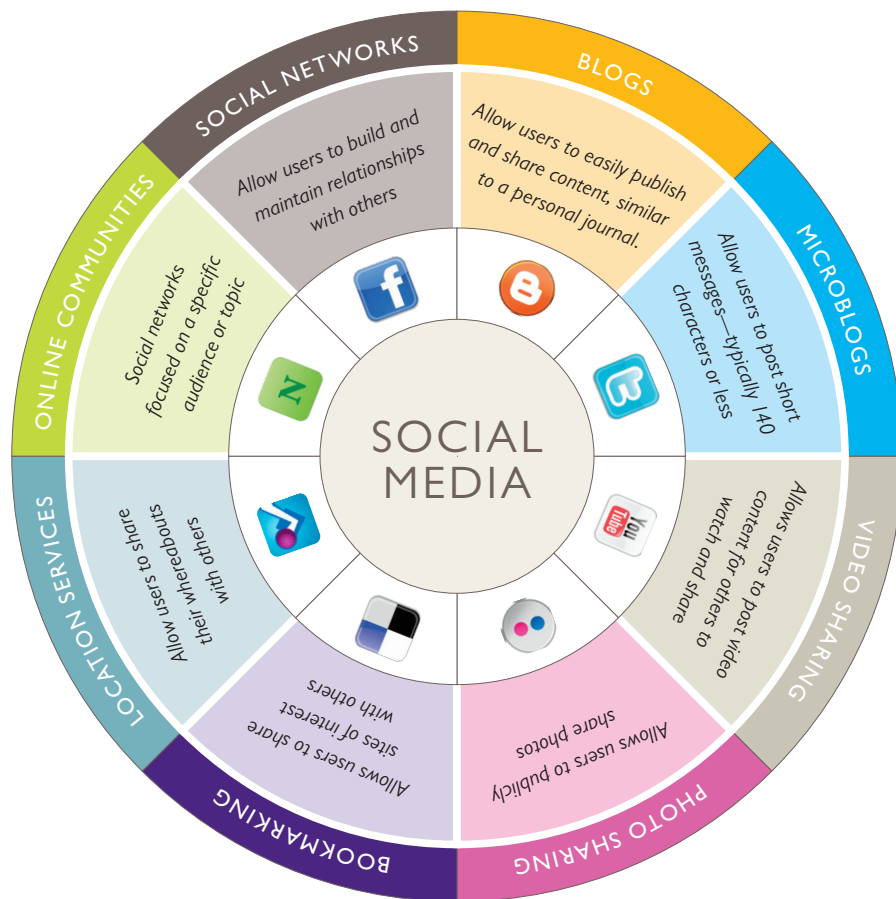 SOCIAL MEDIA
SOCIAL NETWORKS
Allow users to build and
maintain relationships
with others
f
BLOGS
Allow users to easily publish
and share content, similar
to a personal journal.
B
MICROBLOGS
Allow users to post short
messages—typically 140
characters or less
t
VIDEO SHARING
Allows users to post video
content for others to
watch and share
You
Tube
PHOTO SHARING
Allows users to publicly
share photos
BOOKMARKING
Allows users to share
sites of interest
with others
LOCATION SERVICES
Allow users to share
their whereabouts
with others
ONLINE COMMUNITIES
Social networks
focused on a specific
audience or topic
N